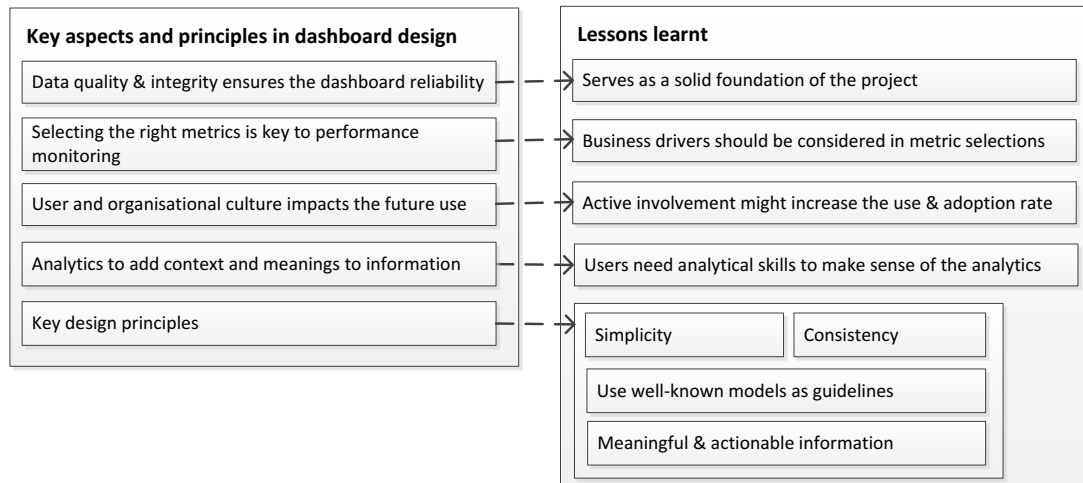 Key aspects and principles in dashboard design
Data quality & integrity ensures the dashboard reliability
Selecting the right metrics is key to performance
monitoring
User and organisational culture impacts the future use
Analytics to add context and meanings to information
Key design principles
Lessons learnt
Serves as a solid foundation of the project
Business drivers should be considered in metric selections
Active involvement might increase the use & adoption rate
Users need analytical skills to make sense of the analytics
Simplicity
Consistency
Use well-known models as guidelines
Meaningful & actionable information